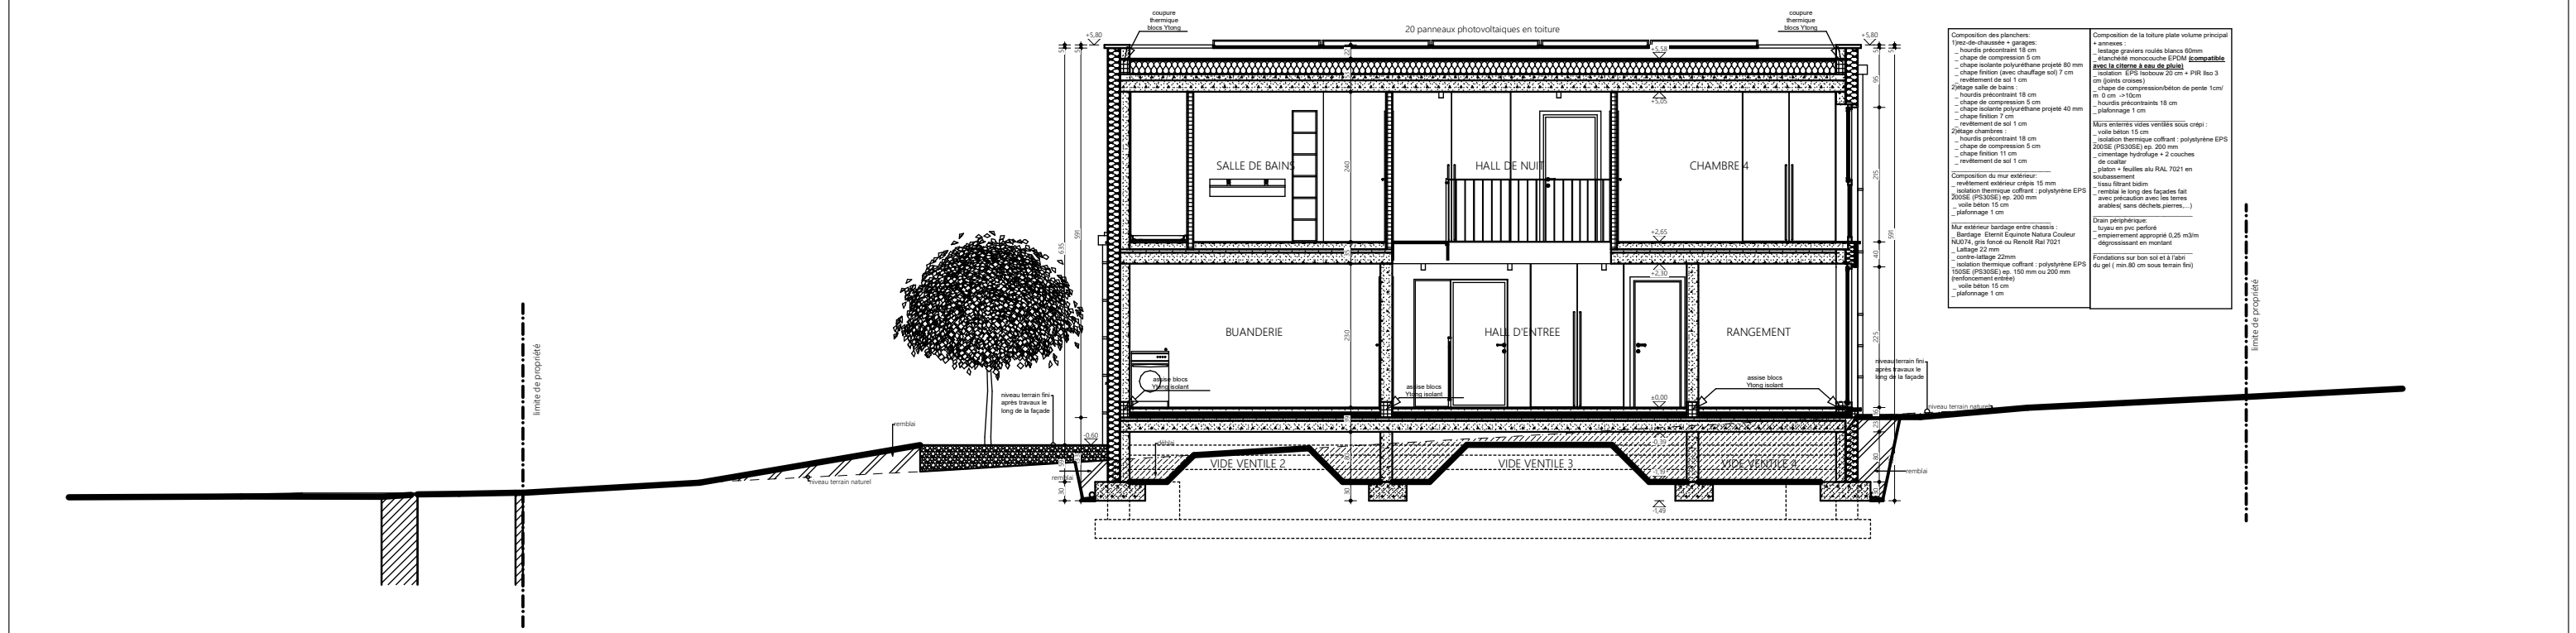 coupure
thermique
blocs Ytong
20 panneaux photovoltaiques en toiture
coupure
thermique
blocs Ytong
+5,80
+5,80
+5,58
+5,05
SALLE DE BAINS
HALL DE NUIT
CHAMBRE 4
240
215
95
+2,65
+2,30
40
635
591
591
BUANDERIE
HALL D'ENTREE
RANGEMENT
230
225
assise blocs
Ytong isolant
assise blocs
Ytong isolant
assise blocs
Ytong isolant
±0.00
niveau terrain fini
après travaux le
long de la façade
niveau terrain fini
après travaux le
long de la façade
niveau terrain naturel
remblai
-0,60
déblai
-0,39
VIDE VENTILE 2
VIDE VENTILE 3
VIDE VENTILE 4
niveau terrain naturel
remblai
remblai
80
30
30
-1,49
limite de propriété
limite de propriété
Composition des planchers:
1)rez-de-chaussée + garages:
_ hourdis précontraint 18 cm
_ chape de compression 5 cm
_ chape isolante polyuréthane projeté 80 mm
_ chape finition (avec chauffage sol) 7 cm
_ revêtement de sol 1 cm
2)étage salle de bains :
_ hourdis précontraint 18 cm
_ chape de compression 5 cm
_ chape isolante polyuréthane projeté 40 mm
_ chape finition 7 cm
_ revêtement de sol 1 cm
2)étage chambres :
_ hourdis précontraint 18 cm
_ chape de compression 5 cm
_ chape finition 11 cm
_ revêtement de sol 1 cm
Composition du mur extérieur:
_ revêtement extérieur crépis 15 mm
_ isolation thermique coffrant : polystyrène EPS
200SE (PS30SE) ep. 200 mm
_ voile béton 15 cm
_ plafonnage 1 cm
Mur extérieur bardage entre chassis :
_ Bardage Eternit Equinote Natura Couleur
NU074, gris foncé ou Renolit Ral 7021
_ Lattage 22 mm
_ contre-lattage 22mm
_ isolation thermique coffrant : polystyrène EPS
150SE (PS30SE) ep. 150 mm ou 200 mm
(renfoncement entrée)
_ voile béton 15 cm
_ plafonnage 1 cm
Composition de la toiture plate volume principal
+ annexes :
_ lestage graviers roulés blancs 60mm
_ étanchéité monocouche EPDM (compatible
avec la citerne à eau de pluie)
_ isolation EPS Isobouw 20 cm + PIR Iso 3
cm (joints croises)
_ chape de compression/béton de pente 1cm/
m 0 cm ->10cm
_ hourdis précontraints 18 cm
_ plafonnage 1 cm
Murs enterrés vides ventilés sous crépi :
_ voile béton 15 cm
_ isolation thermique coffrant : polystyrène EPS
200SE (PS30SE) ep. 200 mm
_ cimentage hydrofuge + 2 couches
de coaltar
_ platon + feuilles alu RAL 7021 en
soubassement
_ tissu filtrant bidim
_ remblai le long des façades fait
avec précaution avec les terres
arables( sans déchets,pierres,...)
Drain périphérique:
_ tuyau en pvc perforé
_ empierrement approprié 0,25 m3/m
dégrossissant en montant
Fondations sur bon sol et à l'abri
du gel ( min.80 cm sous terrain fini)